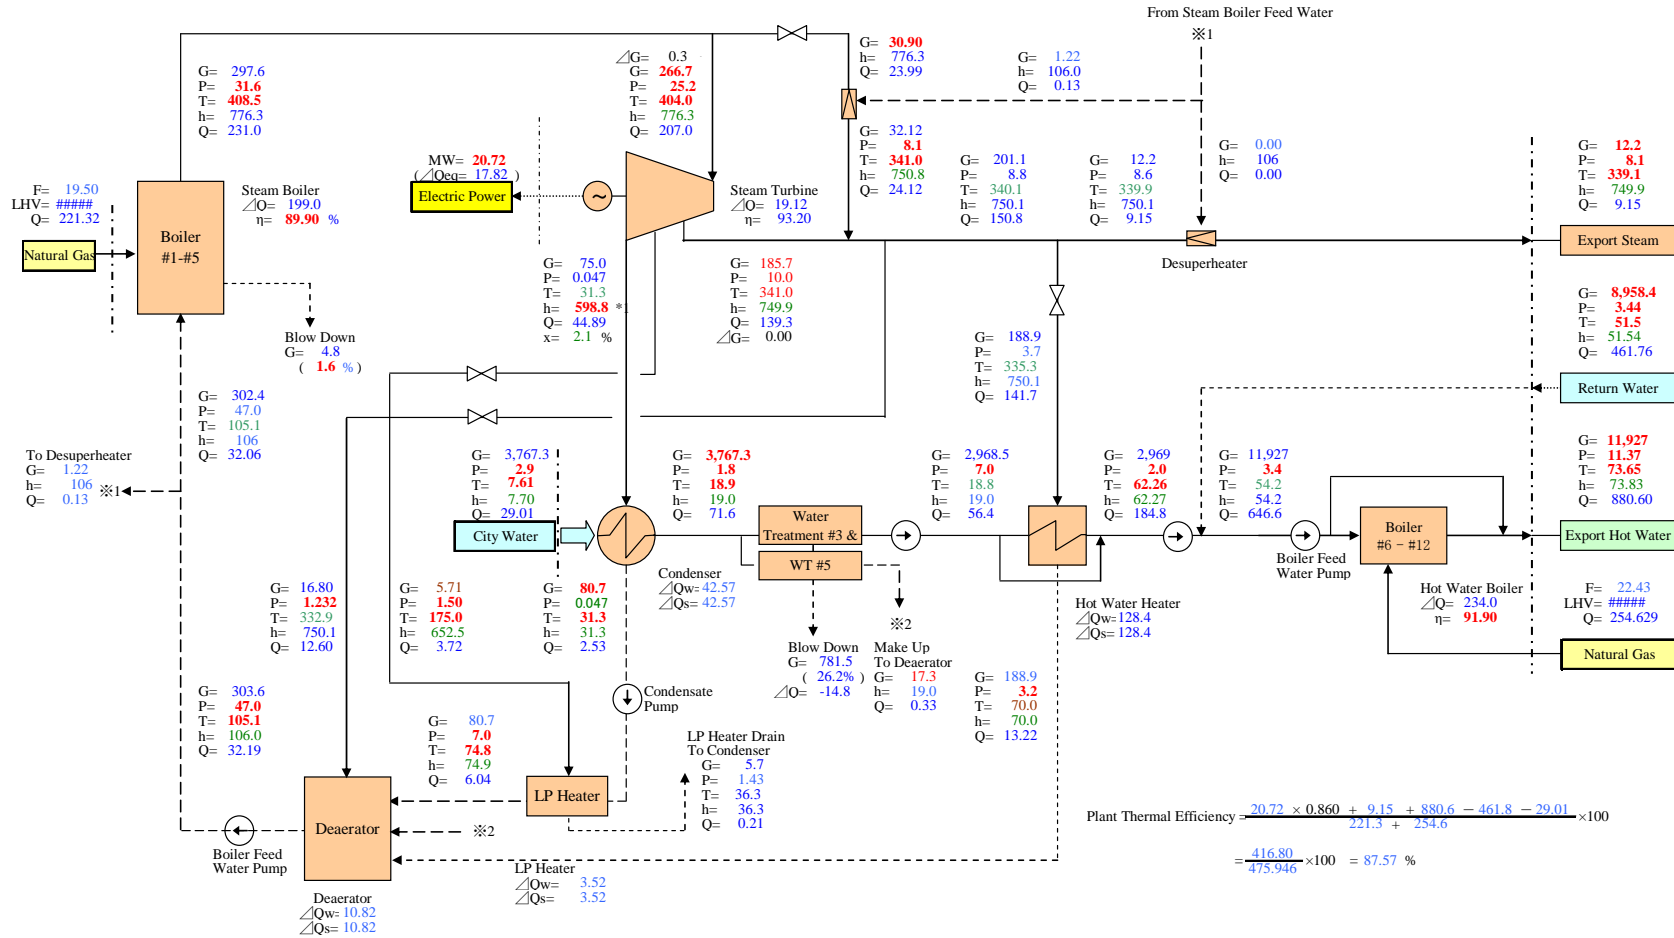 From Steam Boiler Feed Water
※1
G= 297.6
P= 31.6
T= 408.5
h= 776.3
Q= 231.0
⊿G= 0.3
G= 266.7
P= 25.2
T= 404.0
h= 776.3
Q= 207.0
G= 30.90
h= 776.3
Q= 23.99
G= 1.22
h= 106.0
Q= 0.13
G= 32.12
P= 8.1
T= 341.0
h= 750.8
Q= 24.12
G= 201.1
P= 8.8
T= 340.1
h= 750.1
Q= 150.8
G= 12.2
P= 8.6
T= 339.9
h= 750.1
Q= 9.15
G= 0.00
h= 106
Q= 0.00
G= 12.2
P= 8.1
T= 339.1
h= 749.9
Q= 9.15
MW= 20.72
(⊿Qeq= 17.82 )
Electric Power
~
F= 19.50
LHV= #####
Q= 221.32
Natural Gas
Boiler
#1-#5
Steam Boiler
⊿Q= 199.0
η= 89.90 %
Steam Turbine
⊿Q= 19.12
η= 93.20
Desuperheater
Export Steam
G= 75.0
P= 0.047
T= 31.3
h= 598.8 *1
Q= 44.89
x= 2.1 %
G= 185.7
P= 10.0
T= 341.0
h= 749.9
Q= 139.3
⊿G= 0.00
G= 8,958.4
P= 3.44
T= 51.5
h= 51.54
Q= 461.76
Return Water
Blow Down
G= 4.8
( 1.6 % )
G= 188.9
P= 3.7
T= 335.3
h= 750.1
Q= 141.7
G= 302.4
P= 47.0
T= 105.1
h= 106
Q= 32.06
To Desuperheater
G= 1.22
h= 106 ※1
Q= 0.13
G= 3,767.3
P= 2.9
T= 7.61
h= 7.70
Q= 29.01
City Water
G= 3,767.3
P= 1.8
T= 18.9
h= 19.0
Q= 71.6
Water
Treatment #3 &
WT #5
G= 2,968.5
P= 7.0
T= 18.8
h= 19.0
Q= 56.4
G= 2,969
P= 2.0
T= 62.26
h= 62.27
Q= 184.8
G= 11,927
P= 3.4
T= 54.2
h= 54.2
Q= 646.6
G= 11,927
P= 11.37
T= 73.65
h= 73.83
Q= 880.60
Boiler
#6 - #12
Export Hot Water
Boiler Feed
Water Pump
Hot Water Boiler
⊿Q= 234.0
η= 91.90
F= 22.43
LHV= #####
Q= 254.629
Natural Gas
G= 16.80
P= 1.232
T= 332.9
h= 750.1
Q= 12.60
G= 5.71
P= 1.50
T= 175.0
h= 652.5
Q= 3.72
G= 80.7
P= 0.047
T= 31.3
h= 31.3
Q= 2.53
Condenser
⊿Qw= 42.57
⊿Qs= 42.57
Hot Water Heater
⊿Qw= 128.4
⊿Qs= 128.4
※2
Blow Down
G= 781.5
( 26.2% )
⊿Q= -14.8
Make Up
To Deaerator
G= 17.3
h= 19.0
Q= 0.33
G= 188.9
P= 3.2
T= 70.0
h= 70.0
Q= 13.22
G= 303.6
P= 47.0
T= 105.1
h= 106.0
Q= 32.19
Condensate
Pump
G= 80.7
P= 7.0
T= 74.8
h= 74.9
Q= 6.04
LP Heater Drain
To Condenser
G= 5.7
P= 1.43
T= 36.3
h= 36.3
Q= 0.21
LP Heater
Deaerator
※2
Boiler Feed
Water Pump
LP Heater
⊿Qw= 3.52
⊿Qs= 3.52
Deaerator
⊿Qw= 10.82
⊿Qs= 10.82
Plant Thermal Efficiency = 20.72 × 0.860 + 9.15 + 880.6 − 461.8 − 29.01 ×100
221.3 + 254.6
= 416.80 ×100 = 87.57 %
475.946